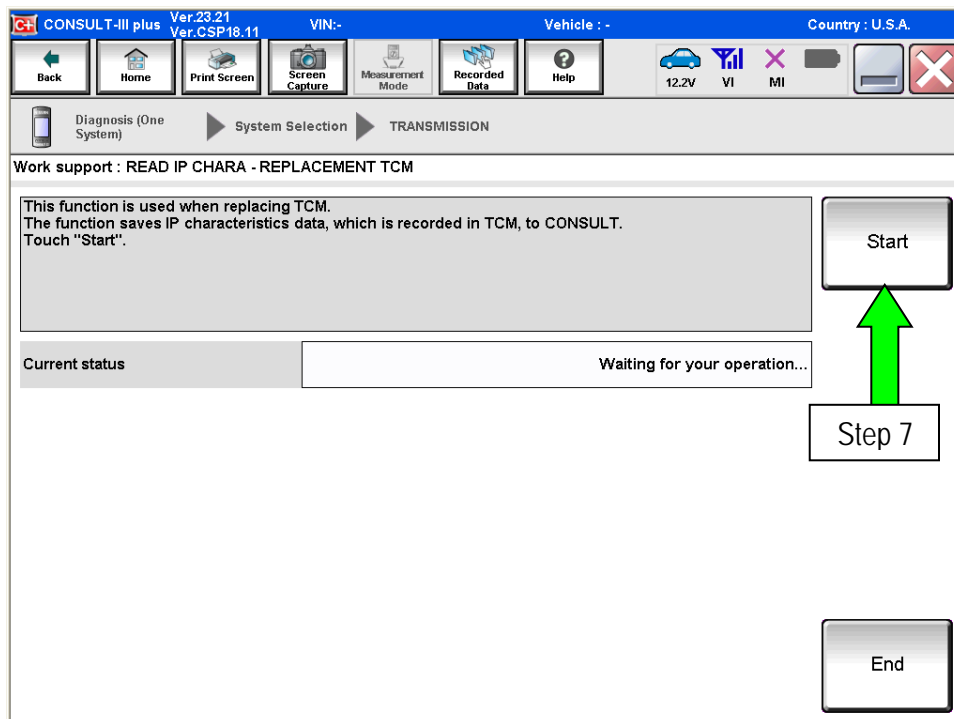 C+ CONSULT-III plus Ver.23.21 VIN:- Vehicle : - Country : U.S.A.
Ver.CSP18.11
Back Home Print Screen Screen Capture Measurement Mode Recorded Data Help 12.2V VI MI
Diagnosis (One System) System Selection TRANSMISSION
Work support : READ IP CHARA - REPLACEMENT TCM
This function is used when replacing TCM.
The function saves IP characteristics data, which is recorded in TCM, to CONSULT.
Touch "Start".
Start
Current status Waiting for your operation...
Step 7
End